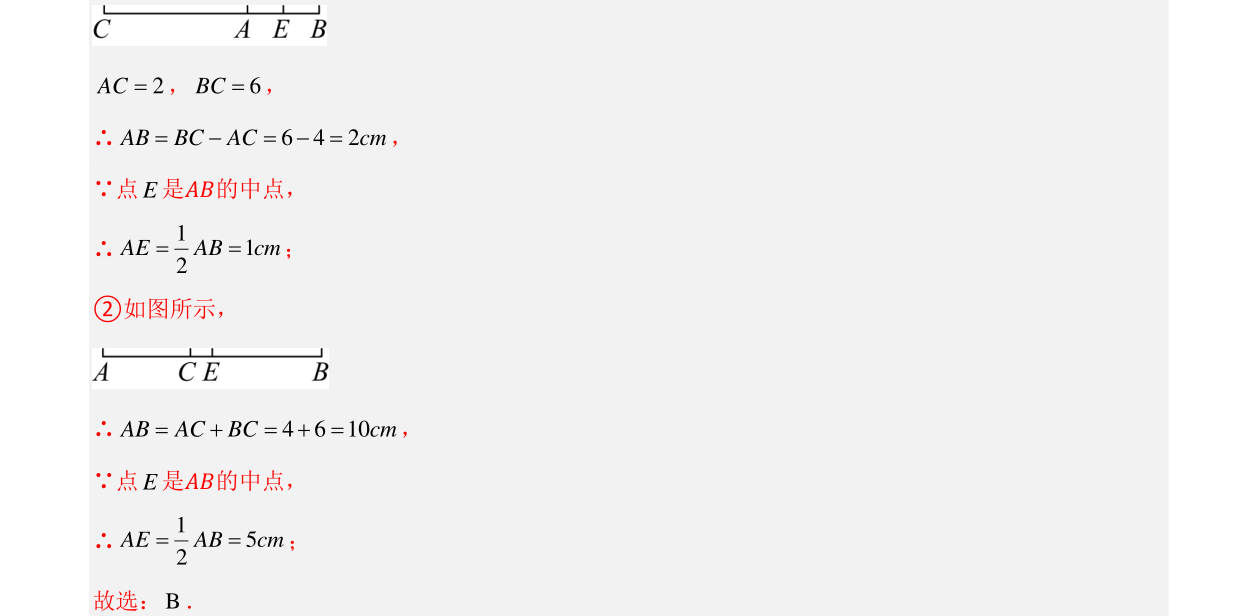 C A E B
AC = 2， BC = 6，
∴ AB = BC − AC = 6 − 4 = 2cm，
∵点 E 是AB的中点，
∴ AE = 1/2 AB = 1cm；
②如图所示，
A C E B
∴ AB = AC + BC = 4 + 6 = 10cm，
∵点 E 是AB的中点，
∴ AE = 1/2 AB = 5cm；
故选：B．